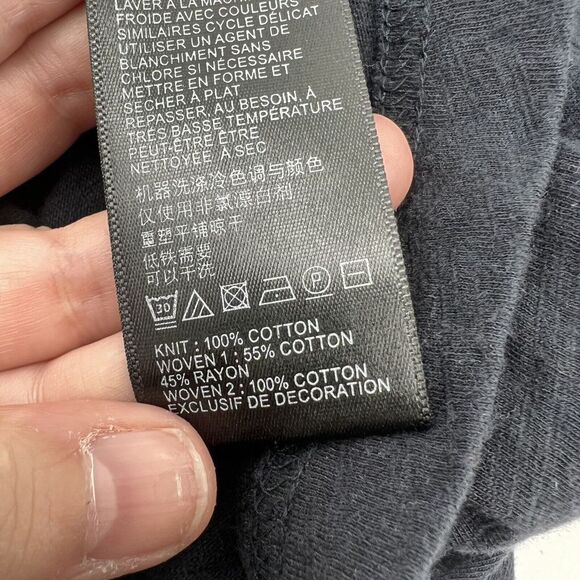 LAVER À LA MACHINE
FROIDE AVEC COULEURS
SIMILAIRES CYCLE DÉLICAT
UTILISER UN AGENT DE
BLANCHIMENT SANS
CHLORE SI NÉCESSAIRE
METTRE EN FORME ET
SÉCHER À PLAT
REPASSER, AU BESOIN, À
TRÈS BASSE TEMPÉRATURE
PEUT-ÊTRE/ÊTRE
NETTOYÉE, À SEC
机器洗涤冷色调与颜色
仅使用非氯漂白剂
重塑平铺晾干
低铁需要
可以干洗
30 P
KNIT : 100% COTTON
WOVEN 1 : 55% COTTON
45% RAYON
WOVEN 2 : 100% COTTON
EXCLUSIF DE DECORATION